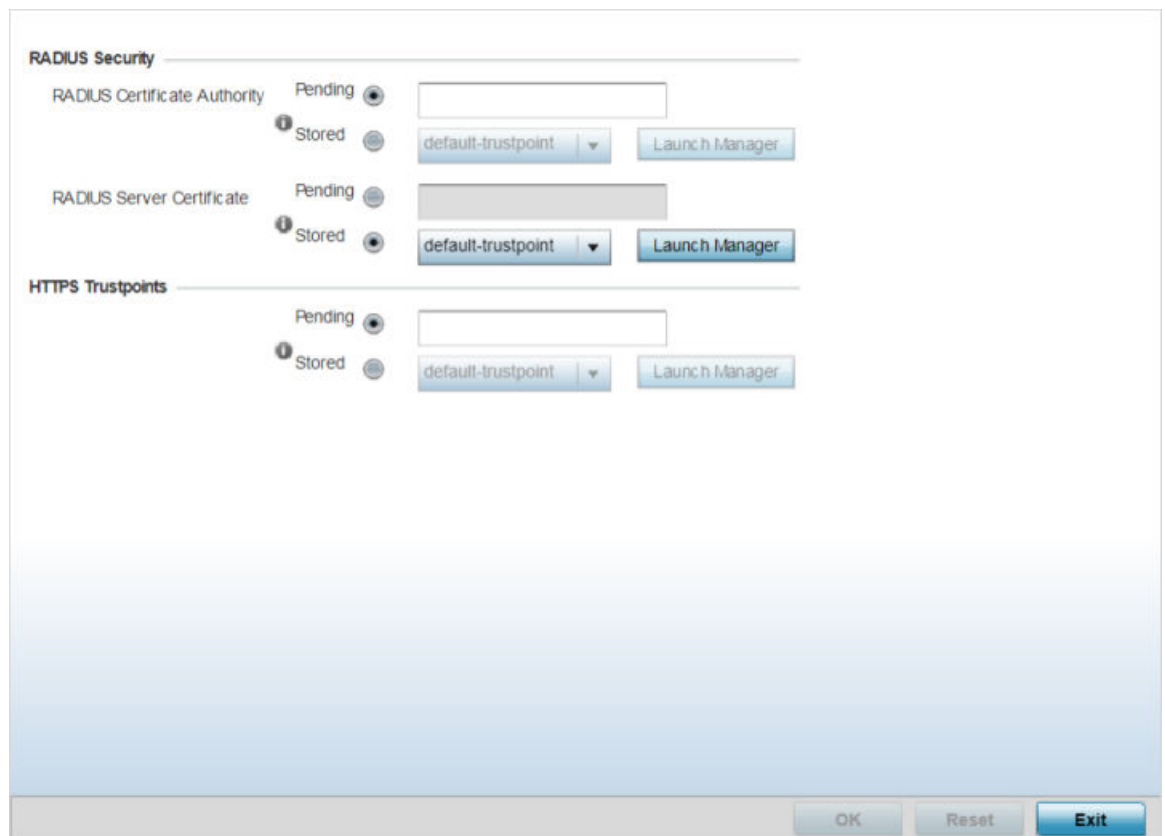 RADIUS Security
RADIUS Certificate Authority
Pending
Stored
default-trustpoint
Launch Manager
RADIUS Server Certificate
Pending
Stored
default-trustpoint
Launch Manager
HTTPS Trustpoints
Pending
Stored
default-trustpoint
Launch Manager
OK
Reset
Exit